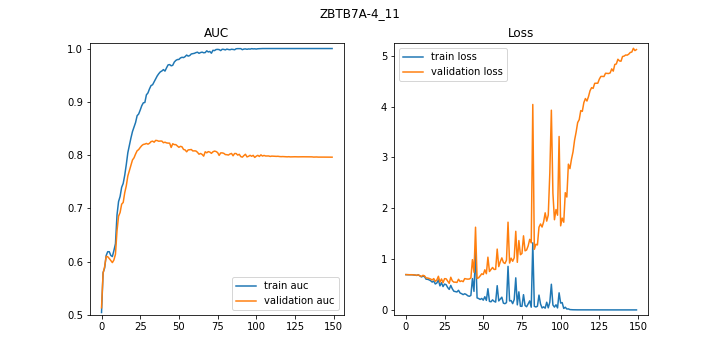 ZBTB7A-4_11
AUC
1.0
0.9
0.8
0.7
0.6
0.5
0 25 50 75 100 125 150
train auc
validation auc
Loss
5
4
3
2
1
0
0 25 50 75 100 125 150
train loss
validation loss